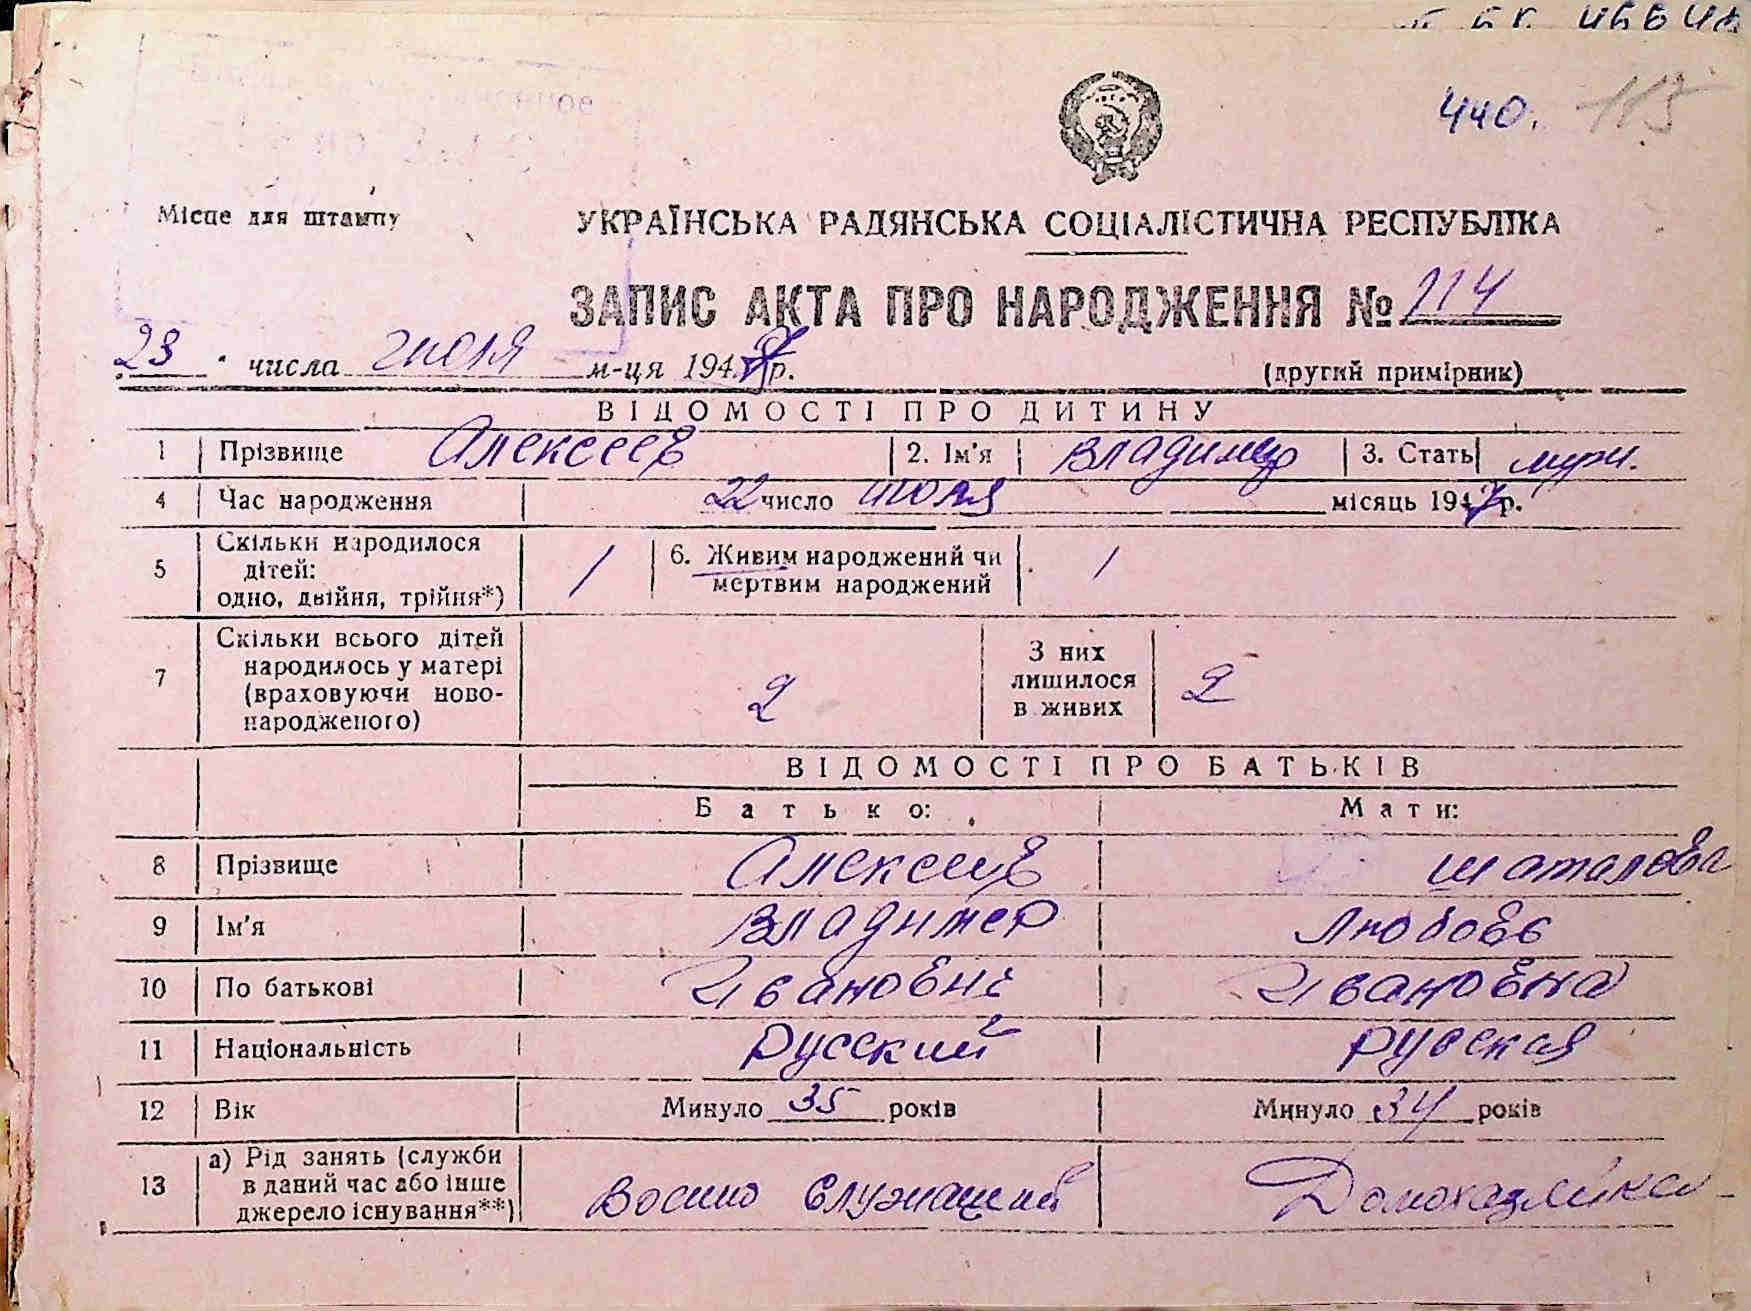 440. 115
Місце для штампу
УКРАЇНСЬКА РАДЯНСЬКА СОЦІАЛІСТИЧНА РЕСПУБЛІКА
ЗАПИС АКТА ПРО НАРОДЖЕННЯ № 214
23 числа июля м-ця 1947 р.
(другий примірник)
ВІДОМОСТІ ПРО ДИТИНУ
1 Прізвище Алексеев 2. Ім'я Владимир 3. Стать муж.
4 Час народження 22 число июля місяць 1947 р.
5 Скільки народилося дітей: одно, двійня, трійня*) 1 6. Живим народжений чи мертвим народжений 1
7 Скільки всього дітей народилось у матері (враховуючи новонародженого) 2 З них лишилося в живих 2
ВІДОМОСТІ ПРО БАТЬКІВ
Батько: Мати:
8 Прізвище Алексеев Шаталова
9 Ім'я Владимер Любовь
10 По батькові Иванович Ивановна
11 Національність Русский Русская
12 Вік Минуло 35 років Минуло 34 років
13 а) Рід занять (служби в даний час або інше джерело існування**) Военно Служащий Домохазяйка